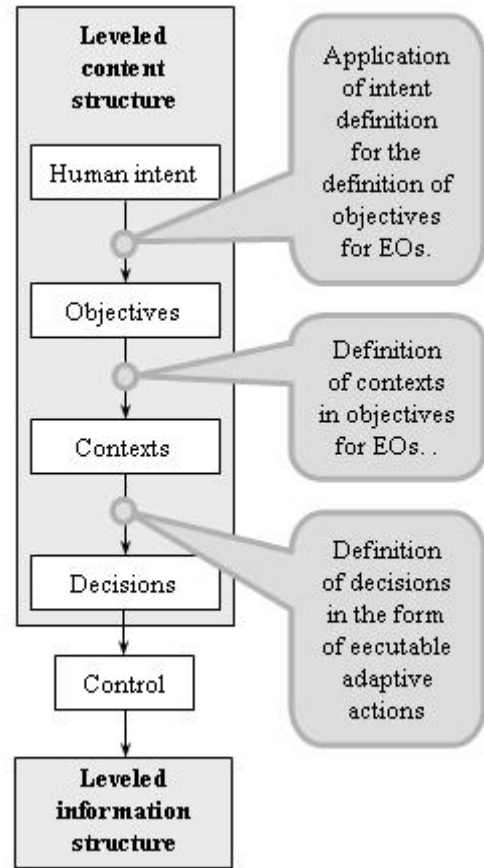 Leveled
content
structure
Human intent
Objectives
Contexts
Decisions
Control
Leveled
information
structure
Application
of intent
definition
for the
definition of
objectives
for EOs.
Definition
of contexts
in objectives
for EOs. .
Definition
of decisions
in the form
of eecutable
adaptive
actions